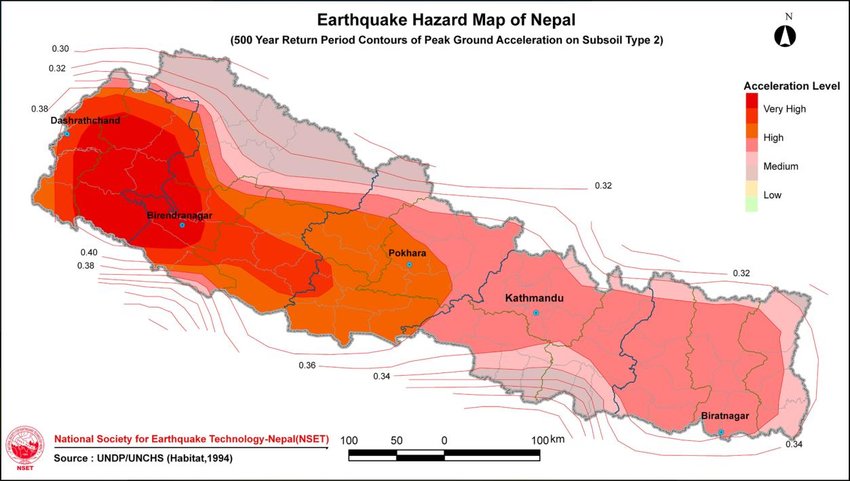 Earthquake Hazard Map of Nepal
(500 Year Return Period Contours of Peak Ground Acceleration on Subsoil Type 2)
N
0.30
0.32
0.38
Dashrathchand
Acceleration Level
Very High
High
Medium
Low
0.32
Birendranagar
0.40
0.38
Pokhara
0.32
Kathmandu
0.36
0.34
Biratnagar
0.34
National Society for Earthquake Technology-Nepal(NSET)
Source : UNDP/UNCHS (Habitat,1994)
NSET
100 50 0 100 km